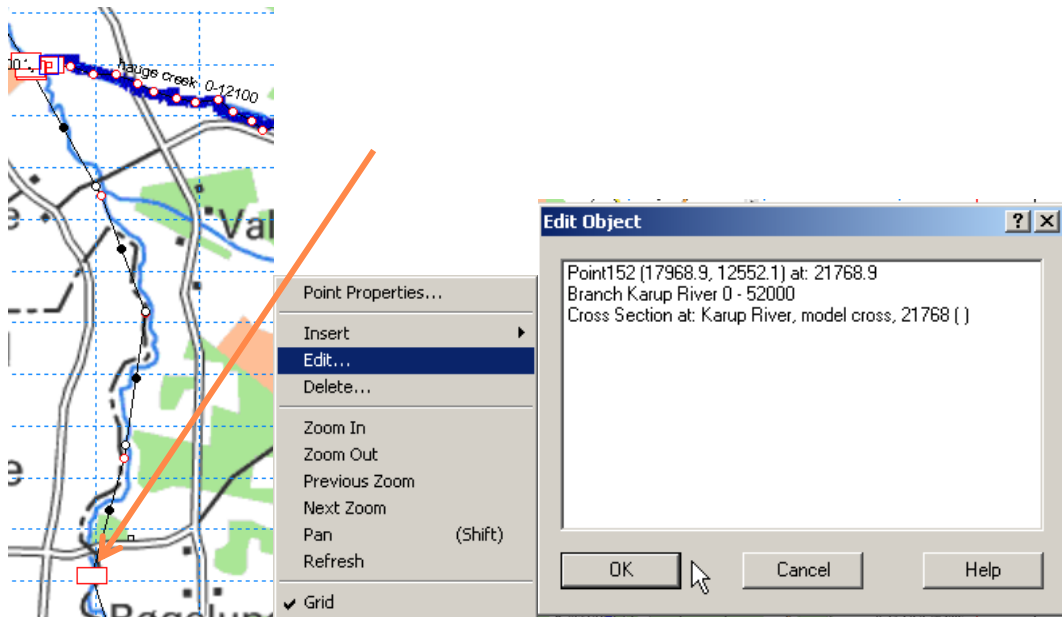 hauge creek 0-12100
Val
Bøgelund
Point Properties...
Insert
Edit...
Delete...
Zoom In
Zoom Out
Previous Zoom
Next Zoom
Pan (Shift)
Refresh
Grid
Edit Object
Point152 (17968.9, 12552.1) at: 21768.9
Branch Karup River 0 - 52000
Cross Section at: Karup River, model cross, 21768 ( )
OK
Cancel
Help